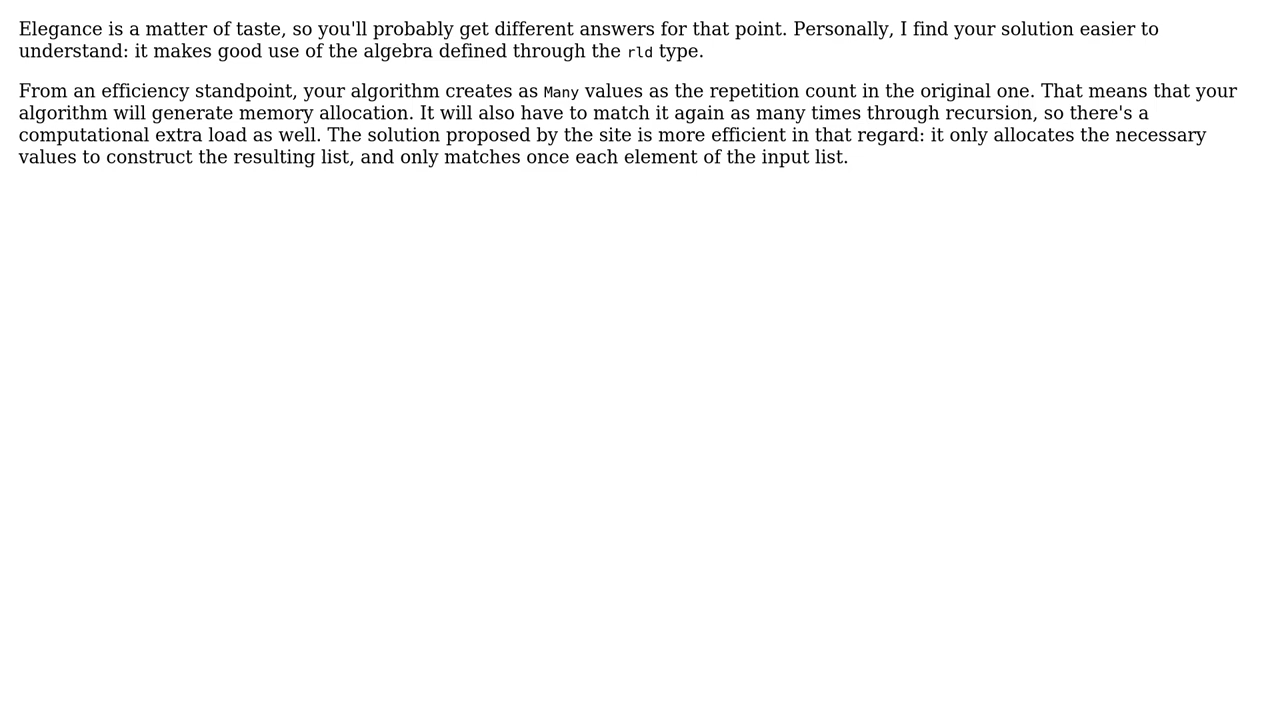 Elegance is a matter of taste, so you'll probably get different answers for that point. Personally, I find your solution easier to
understand: it makes good use of the algebra defined through the rld type.
From an efficiency standpoint, your algorithm creates as Many values as the repetition count in the original one. That means that your
algorithm will generate memory allocation. It will also have to match it again as many times through recursion, so there's a
computational extra load as well. The solution proposed by the site is more efficient in that regard: it only allocates the necessary
values to construct the resulting list, and only matches once each element of the input list.